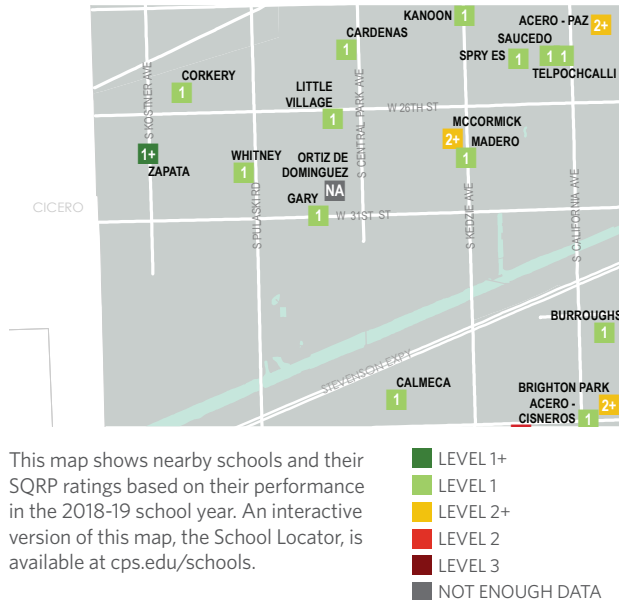 KANOON
1
ACERO - PAZ
2+
CARDENAS
1
SAUCEDO
SPRY ES
1
1 1
TELPOCHCALLI
S KOSTNER AVE
CORKERY
1
LITTLE
VILLAGE
1
S CENTRAL PARK AVE
W 26TH ST
MCCORMICK
2+
MADERO
1
1+
ZAPATA
WHITNEY
1
ORTIZ DE
DOMINGUEZ
NA
GARY
1
W 31ST ST
CICERO
S PULASKI RD
S KEDZIE AVE
S CALIFORNIA AVE
BURROUGHS
1
STEVENSON EXPY
CALMECA
1
BRIGHTON PARK
2+
ACERO -
CISNEROS
1
This map shows nearby schools and their
SQRP ratings based on their performance
in the 2018-19 school year. An interactive
version of this map, the School Locator, is
available at cps.edu/schools.
LEVEL 1+
LEVEL 1
LEVEL 2+
LEVEL 2
LEVEL 3
NOT ENOUGH DATA